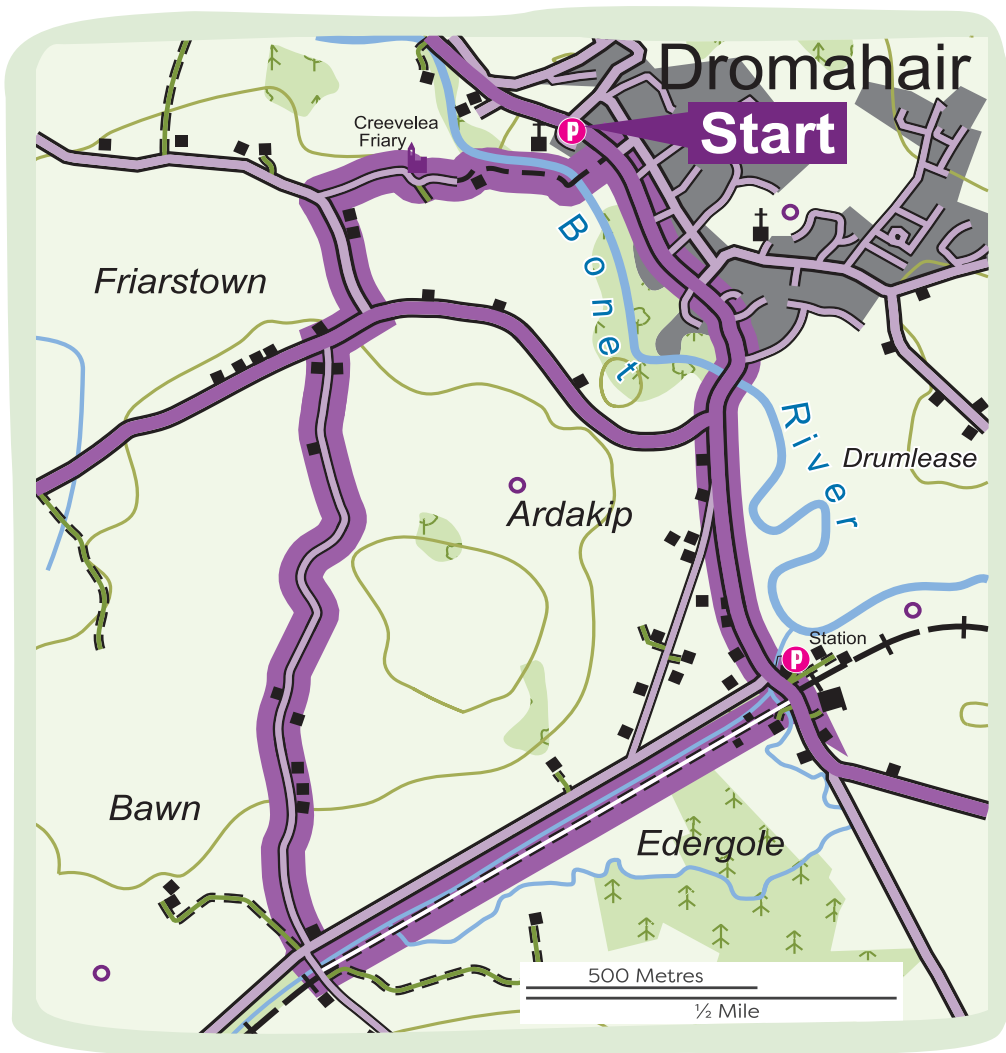 Dromahair
P
Start
Creevelea
Friary
Bonet
Friarstown
River
Drumlease
Ardakip
Station
P
Bawn
Edergole
500 Metres
½ Mile